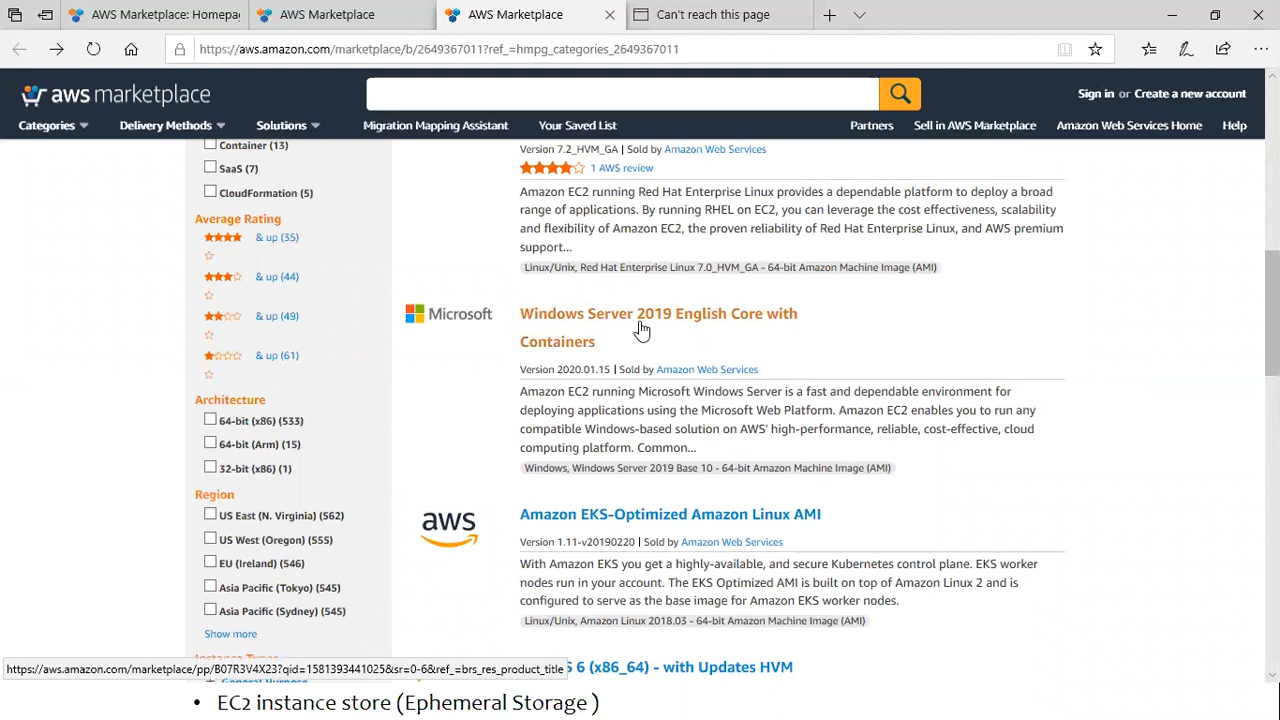 AWS Marketplace: Homepa
AWS Marketplace
AWS Marketplace
Can't reach this page
https://aws.amazon.com/marketplace/b/2649367011?ref_=hmpg_categories_2649367011
aws marketplace
Sign in or Create a new account
Categories
Delivery Methods
Solutions
Migration Mapping Assistant
Your Saved List
Partners
Sell in AWS Marketplace
Amazon Web Services Home
Help
Container (13)
SaaS (7)
CloudFormation (5)
Average Rating
& up (35)
& up (44)
& up (49)
& up (61)
Architecture
64-bit (x86) (533)
64-bit (Arm) (15)
32-bit (x86) (1)
Region
US East (N. Virginia) (562)
US West (Oregon) (555)
EU (Ireland) (546)
Asia Pacific (Tokyo) (545)
Asia Pacific (Sydney) (545)
Show more
Version 7.2_HVM_GA | Sold by Amazon Web Services
1 AWS review
Amazon EC2 running Red Hat Enterprise Linux provides a dependable platform to deploy a broad
range of applications. By running RHEL on EC2, you can leverage the cost effectiveness, scalability
and flexibility of Amazon EC2, the proven reliability of Red Hat Enterprise Linux, and AWS premium
support...
Linux/Unix, Red Hat Enterprise Linux 7.0_HVM_GA - 64-bit Amazon Machine Image (AMI)
Microsoft
Windows Server 2019 English Core with
Containers
Version 2020.01.15 | Sold by Amazon Web Services
Amazon EC2 running Microsoft Windows Server is a fast and dependable environment for
deploying applications using the Microsoft Web Platform. Amazon EC2 enables you to run any
compatible Windows-based solution on AWS' high-performance, reliable, cost-effective, cloud
computing platform. Common...
Windows, Windows Server 2019 Base 10 - 64-bit Amazon Machine Image (AMI)
aws
Amazon EKS-Optimized Amazon Linux AMI
Version 1.11-v20190220 | Sold by Amazon Web Services
With Amazon EKS you get a highly-available, and secure Kubernetes control plane. EKS worker
nodes run in your account. The EKS Optimized AMI is built on top of Amazon Linux 2 and is
configured to serve as the base image for Amazon EKS worker nodes.
Linux/Unix, Amazon Linux 2018.03 - 64-bit Amazon Machine Image (AMI)
S 6 (x86_64) - with Updates HVM
https://aws.amazon.com/marketplace/pp/B07R3V4X23?qid=1581393441025&sr=0-6&ref_=brs_res_product_title
General Purpose
• EC2 instance store (Ephemeral Storage )